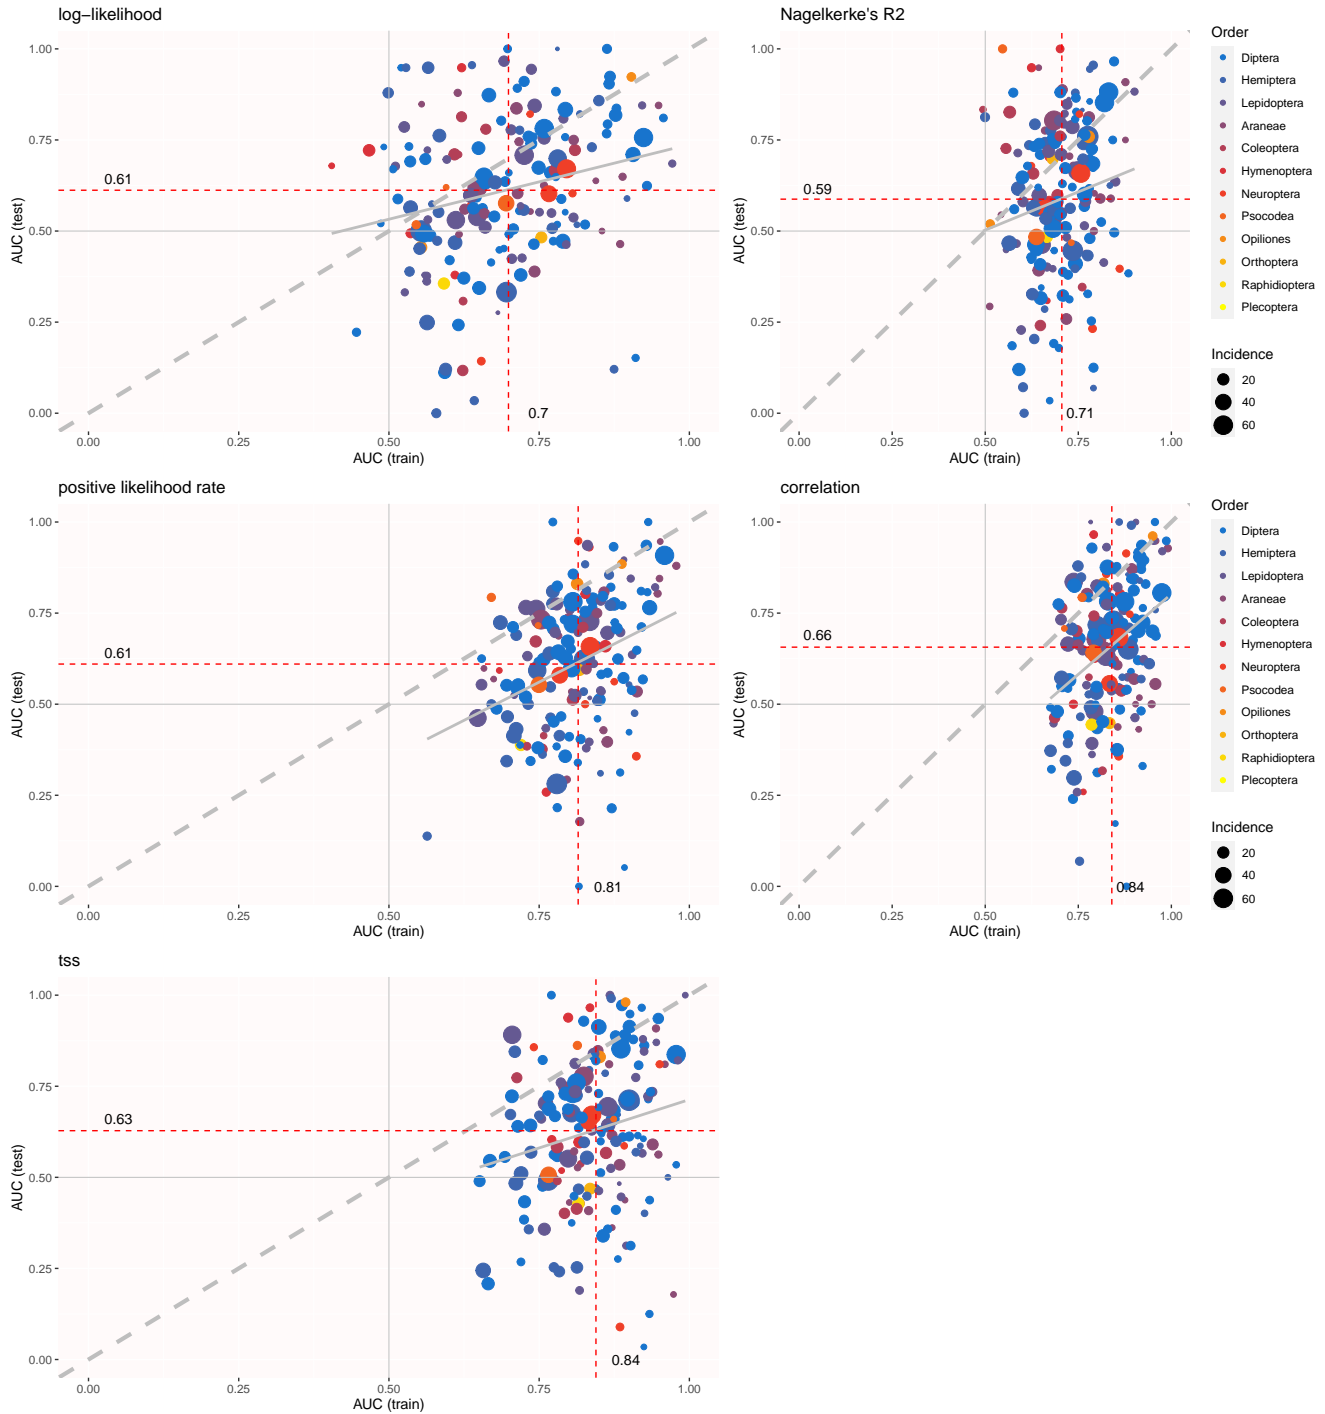 log–likelihood
AUC (test)
1.00
0.75
0.50
0.25
0.00
0.61
0.7
0.00
0.25
0.50
0.75
1.00
AUC (train)
Nagelkerke's R2
AUC (test)
1.00
0.75
0.50
0.25
0.00
0.59
0.71
0.00
0.25
0.50
0.75
1.00
AUC (train)
Order
Diptera
Hemiptera
Lepidoptera
Araneae
Coleoptera
Hymenoptera
Neuroptera
Psocodea
Opiliones
Orthoptera
Raphidioptera
Plecoptera
Incidence
20
40
60
positive likelihood rate
AUC (test)
1.00
0.75
0.50
0.25
0.00
0.61
0.81
0.00
0.25
0.50
0.75
1.00
AUC (train)
correlation
AUC (test)
1.00
0.75
0.50
0.25
0.00
0.66
0.84
0.00
0.25
0.50
0.75
1.00
AUC (train)
Order
Diptera
Hemiptera
Lepidoptera
Araneae
Coleoptera
Hymenoptera
Neuroptera
Psocodea
Opiliones
Orthoptera
Raphidioptera
Plecoptera
Incidence
20
40
60
tss
AUC (test)
1.00
0.75
0.50
0.25
0.00
0.63
0.84
0.00
0.25
0.50
0.75
1.00
AUC (train)